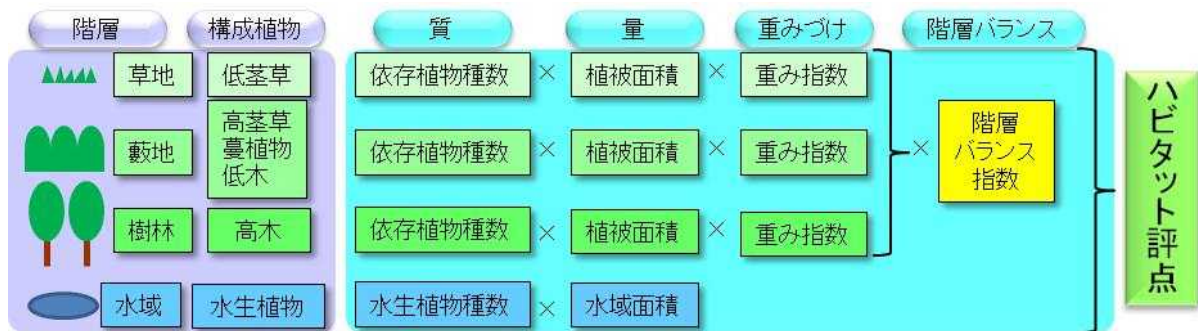 階層 構成植物 質 量 重みづけ 階層バランス
草地 低茎草 依存植物種数 × 植被面積 × 重み指数
藪地 高茎草 蔓植物 低木 依存植物種数 × 植被面積 × 重み指数 × 階層 バランス 指数
樹林 高木 依存植物種数 × 植被面積 × 重み指数
水域 水生植物 水生植物種数 × 水域面積
ハビタット評点